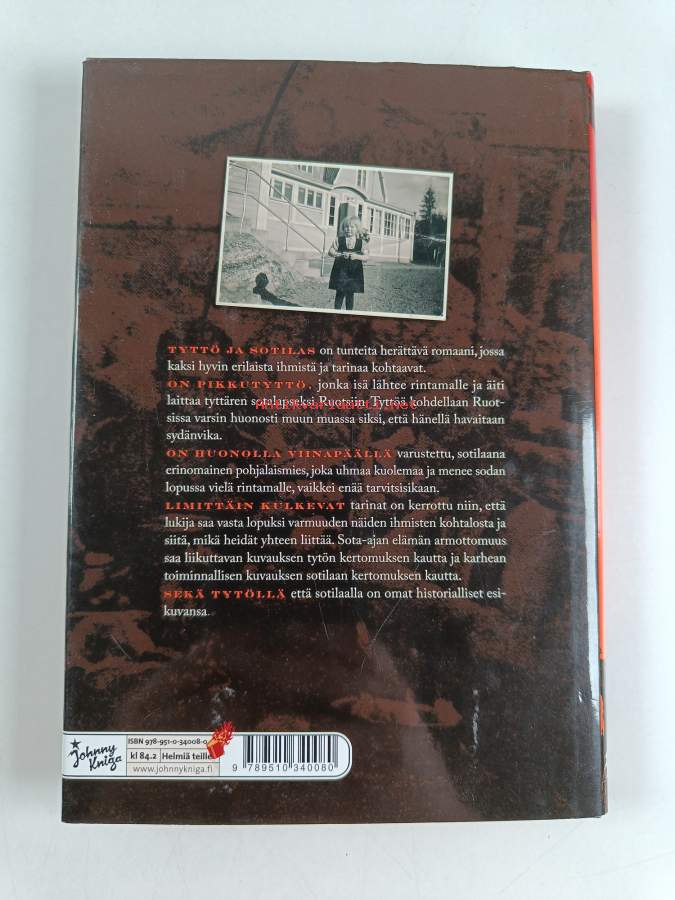 TYTTÖ JA SOTILAS on tunteita herättävä romaani, jossa
kaksi hyvin erilaista ihmistä ja tarinaa kohtaavat.
ON PIKKUTYTTÖ, jonka isä lähtee rintamalle ja äiti
laittaa tyttären sotalapseksi Ruotsiin. Tyttöä kohdellaan Ruot-
sissa varsin huonosti muun muassa siksi, että hänellä havaitaan
sydänvika.
ON HUONOLLA VIINAPÄÄLLÄ varustettu, sotilaana
erinomainen pohjalaismies, joka uhmaa kuolemaa ja menee sodan
lopussa vielä rintamalle, vaikkei enää tarvitsisikaan.
LIMITTÄIN KULKEVAT tarinat on kerrottu niin, että
lukija saa vasta lopuksi varmuuden näiden ihmisten kohtalosta ja
siitä, mikä heidät yhteen liittää. Sota-ajan elämän armottomuus
saa liikuttavan kuvauksen tytön kertomuksen kautta ja karhean
toiminnallisen kuvauksen sotilaan kertomuksen kautta.
SEKÄ TYTÖLLÄ että sotilaalla on omat historialliset esi-
kuvansa.
Johnny
Kniga
ISBN 978-951-0-34008-0
kl 84.2 Helmiä teille
www.johnnykniga.fi
9 789510 340080